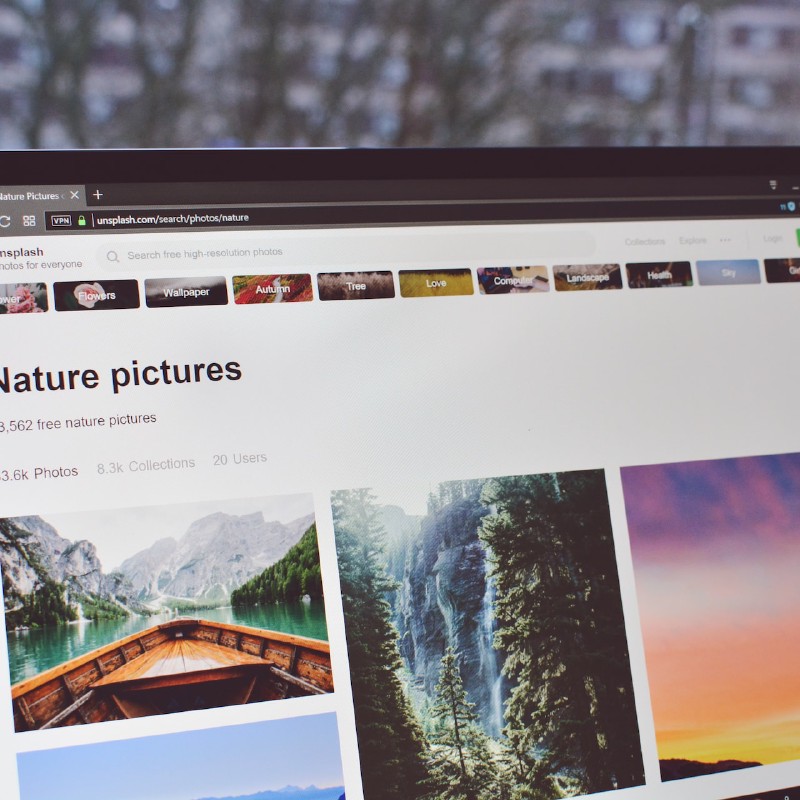 Nature Pictures
VPN unsplash.com/search/photos/nature
nsplash
hotos for everyone
Search free high-resolution photos
Collections Explore Login
ower Flowers Wallpaper Autumn Tree Love Computer Landscape Health Sky
Nature pictures
3,562 free nature pictures
3.6k Photos 8.3k Collections 20 Users